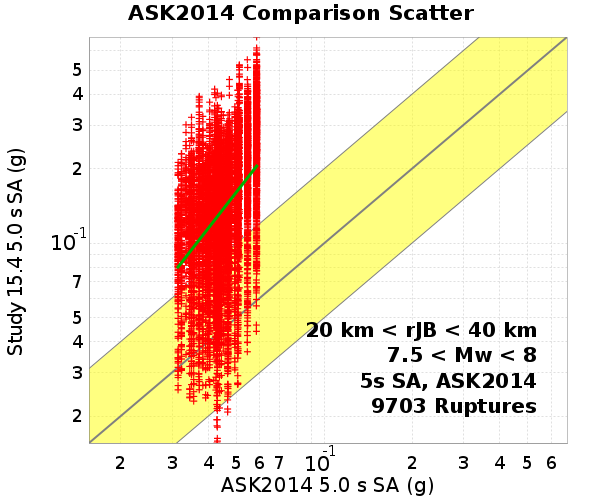 ASK2014 Comparison Scatter
Study 15.4 5.0 s SA (g)
5
4
3
2
10-1
7
5
4
3
2
20 km < rJB < 40 km
7.5 < Mw < 8
5s SA, ASK2014
9703 Ruptures
2 3 4 5 6 7 10-1 2 3 4 5 6
ASK2014 5.0 s SA (g)